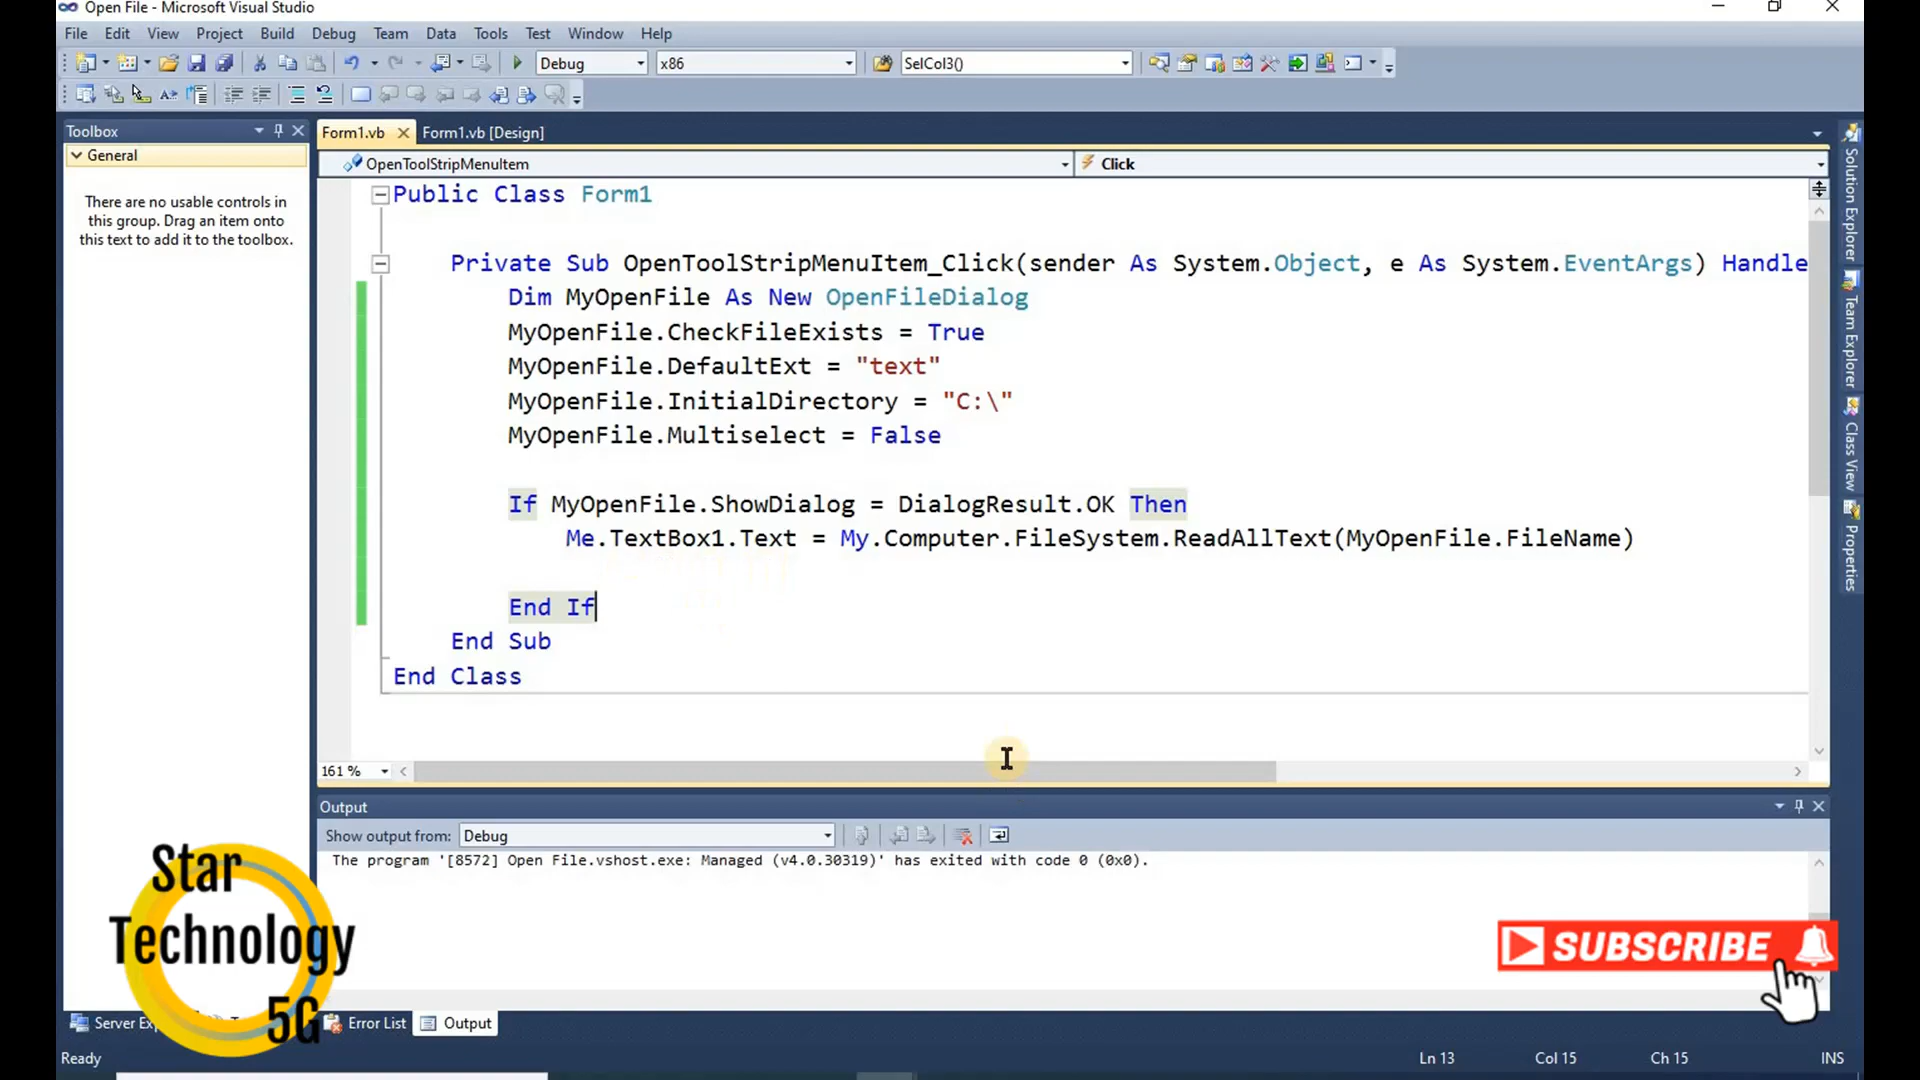 Open File - Microsoft Visual Studio
File Edit View Project Build Debug Team Data Tools Test Window Help
Debug x86 SelCol3()
Toolbox
General
There are no usable controls in
this group. Drag an item onto
this text to add it to the toolbox.
Form1.vb Form1.vb [Design]
OpenToolStripMenuItem Click
Public Class Form1
Private Sub OpenToolStripMenuItem_Click(sender As System.Object, e As System.EventArgs) Handle
Dim MyOpenFile As New OpenFileDialog
MyOpenFile.CheckFileExists = True
MyOpenFile.DefaultExt = "text"
MyOpenFile.InitialDirectory = "C:\"
MyOpenFile.Multiselect = False
If MyOpenFile.ShowDialog = DialogResult.OK Then
Me.TextBox1.Text = My.Computer.FileSystem.ReadAllText(MyOpenFile.FileName)
End If
End Sub
End Class
161 %
Solution Explorer
Team Explorer
Class View
Properties
Output
Show output from: Debug
The program '[8572] Open File.vshost.exe: Managed (v4.0.30319)' has exited with code 0 (0x0).
Star
Technology
5G
SUBSCRIBE
Server Error List Output
Ready Ln 13 Col 15 Ch 15 INS